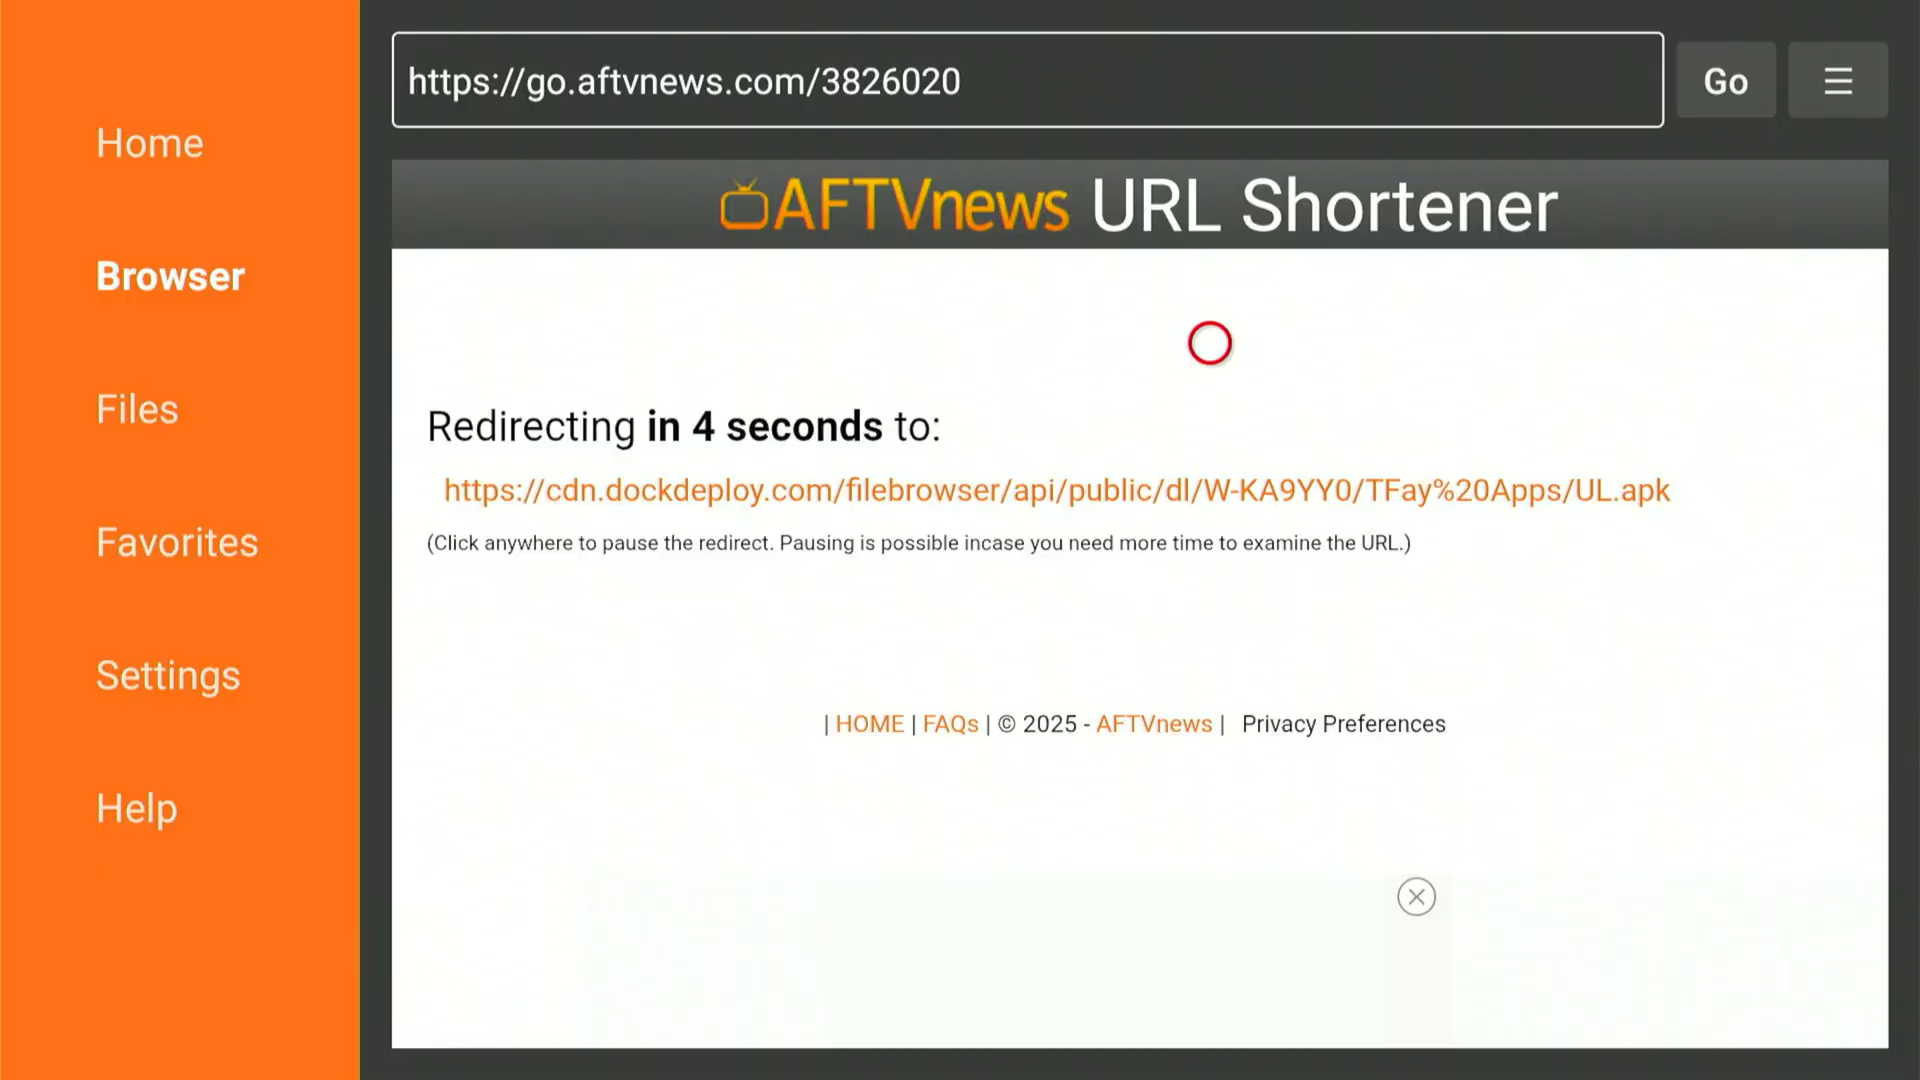 https://go.aftvnews.com/3826020
Go
Home
Browser
Files
Favorites
Settings
Help
AFTVnews URL Shortener
Redirecting in 4 seconds to:
https://cdn.dockdeploy.com/filebrowser/api/public/dl/W-KA9YY0/TFay%20Apps/UL.apk
(Click anywhere to pause the redirect. Pausing is possible incase you need more time to examine the URL.)
| HOME | FAQs | © 2025 - AFTVnews | Privacy Preferences